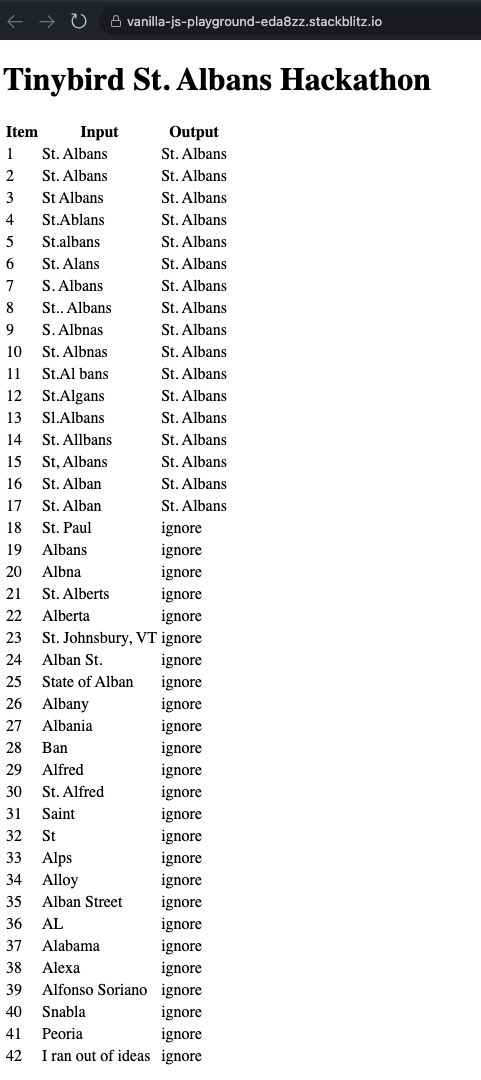 vanilla-js-playground-eda8zz.stackblitz.io
Tinybird St. Albans Hackathon
Item Input Output
1 St. Albans St. Albans
2 St. Albans St. Albans
3 St Albans St. Albans
4 St.Ablans St. Albans
5 St.albans St. Albans
6 St. Alans St. Albans
7 S. Albans St. Albans
8 St.. Albans St. Albans
9 S. Albnas St. Albans
10 St. Albnas St. Albans
11 St.Al bans St. Albans
12 St.Algans St. Albans
13 Sl.Albans St. Albans
14 St. Allbans St. Albans
15 St, Albans St. Albans
16 St. Alban St. Albans
17 St. Alban St. Albans
18 St. Paul ignore
19 Albans ignore
20 Albna ignore
21 St. Alberts ignore
22 Alberta ignore
23 St. Johnsbury, VT ignore
24 Alban St. ignore
25 State of Alban ignore
26 Albany ignore
27 Albania ignore
28 Ban ignore
29 Alfred ignore
30 St. Alfred ignore
31 Saint ignore
32 St ignore
33 Alps ignore
34 Alloy ignore
35 Alban Street ignore
36 AL ignore
37 Alabama ignore
38 Alexa ignore
39 Alfonso Soriano ignore
40 Snabla ignore
41 Peoria ignore
42 I ran out of ideas ignore